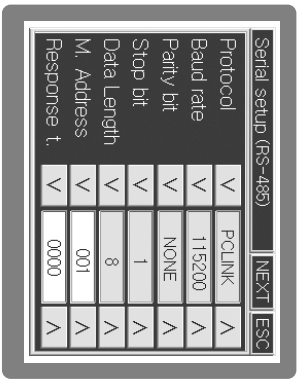 Serial setup (RS-485) NEXT ESC
Protocol < PCLINK >
Baud rate < 115200 >
Parity bit < NONE >
Stop bit < 1 >
Data Length < 8 >
M. Address < 001 >
Response t. < 0000 >